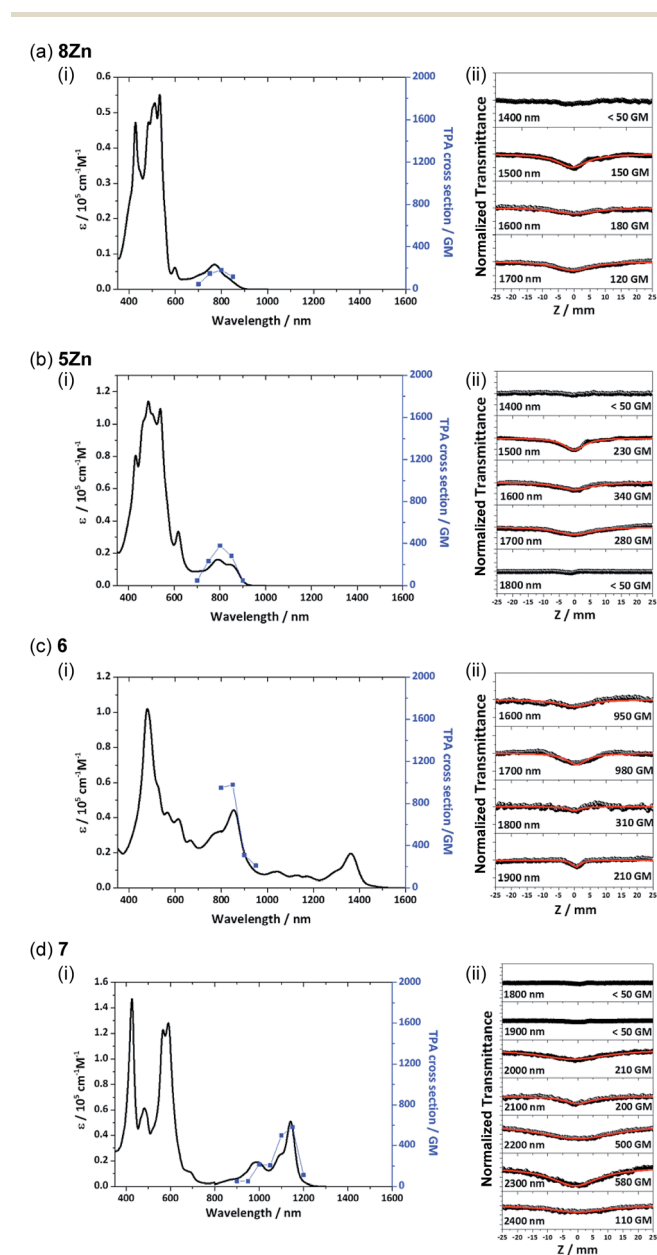 (a) 8Zn
(i)
(ii)
0.6
0.5
0.4
0.3
0.2
0.1
0.0
ε / 10⁵ cm⁻¹M⁻¹
2000
1600
1200
800
400
0
TPA cross section / GM
400 600 800 1000 1200 1400 1600
Wavelength / nm
Normalized Transmittance
1400 nm < 50 GM
1500 nm 150 GM
1600 nm 180 GM
1700 nm 120 GM
-25 -20 -15 -10 -5 0 5 10 15 20 25
Z / mm
(b) 5Zn
(i)
(ii)
1.2
1.0
0.8
0.6
0.4
0.2
0.0
ε / 10⁵ cm⁻¹M⁻¹
2000
1600
1200
800
400
0
TPA cross section / GM
400 600 800 1000 1200 1400 1600
Wavelength / nm
Normalized Transmittance
1400 nm < 50 GM
1500 nm 230 GM
1600 nm 340 GM
1700 nm 280 GM
1800 nm < 50 GM
-25 -20 -15 -10 -5 0 5 10 15 20 25
Z / mm
(c) 6
(i)
(ii)
1.2
1.0
0.8
0.6
0.4
0.2
0.0
ε / 10⁵ cm⁻¹M⁻¹
2000
1600
1200
800
400
0
TPA cross section /GM
400 600 800 1000 1200 1400 1600
Wavelength / nm
Normalized Transmittance
1600 nm 950 GM
1700 nm 980 GM
1800 nm 310 GM
1900 nm 210 GM
-25 -20 -15 -10 -5 0 5 10 15 20 25
Z / mm
(d) 7
(i)
(ii)
1.6
1.4
1.2
1.0
0.8
0.6
0.4
0.2
0.0
ε / 10⁵ cm⁻¹M⁻¹
2000
1600
1200
800
400
0
TPA cross section / GM
400 600 800 1000 1200 1400 1600
Wavelength / nm
Normalized Transmittance
1800 nm < 50 GM
1900 nm < 50 GM
2000 nm 210 GM
2100 nm 200 GM
2200 nm 500 GM
2300 nm 580 GM
2400 nm 110 GM
-25 -20 -15 -10 -5 0 5 10 15 20 25
Z / mm